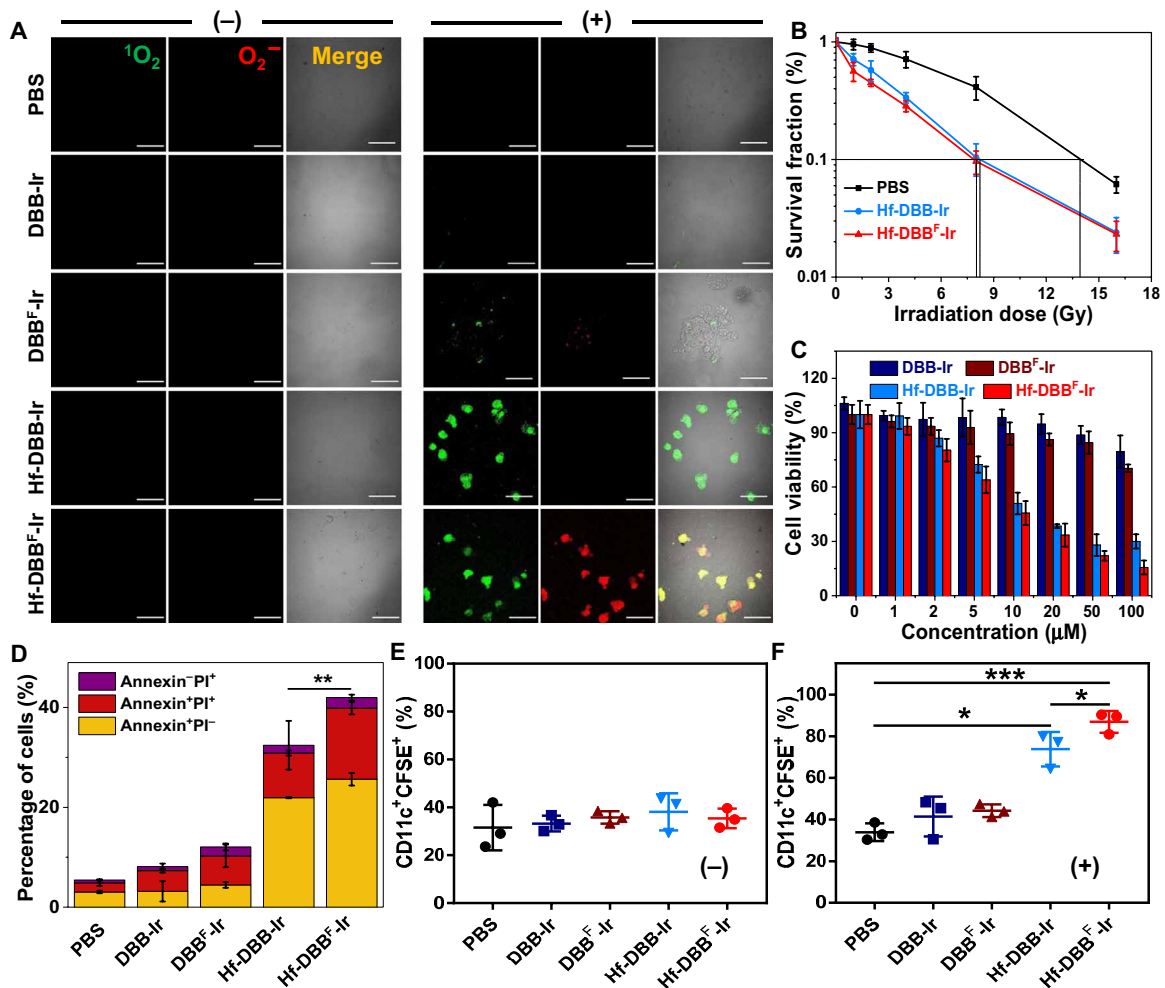 (–)
(+)
A
¹O₂
O₂⁻
Merge
PBS
DBB-Ir
DBBᶠ-Ir
Hf-DBB-Ir
Hf-DBBᶠ-Ir
B
Survival fraction (%)
1
0.1
0.01
PBS
Hf-DBB-Ir
Hf-DBBᶠ-Ir
0 3 6 9 12 15 18
Irradiation dose (Gy)
C
DBB-Ir
DBBᶠ-Ir
Hf-DBB-Ir
Hf-DBBᶠ-Ir
Cell viability (%)
120
90
60
30
0
0 1 2 5 10 20 50 100
Concentration (μM)
D
Percentage of cells (%)
40
20
0
Annexin⁻PI⁺
Annexin⁺PI⁺
Annexin⁺PI⁻
**
PBS
DBB-Ir
DBBᶠ-Ir
Hf-DBB-Ir
Hf-DBBᶠ-Ir
E
CD11c⁺CFSE⁺ (%)
100
80
60
40
20
0
(–)
PBS
DBB-Ir
DBBᶠ-Ir
Hf-DBB-Ir
Hf-DBBᶠ-Ir
F
CD11c⁺CFSE⁺ (%)
100
80
60
40
20
0
***
*
*
(+)
PBS
DBB-Ir
DBBᶠ-Ir
Hf-DBB-Ir
Hf-DBBᶠ-Ir